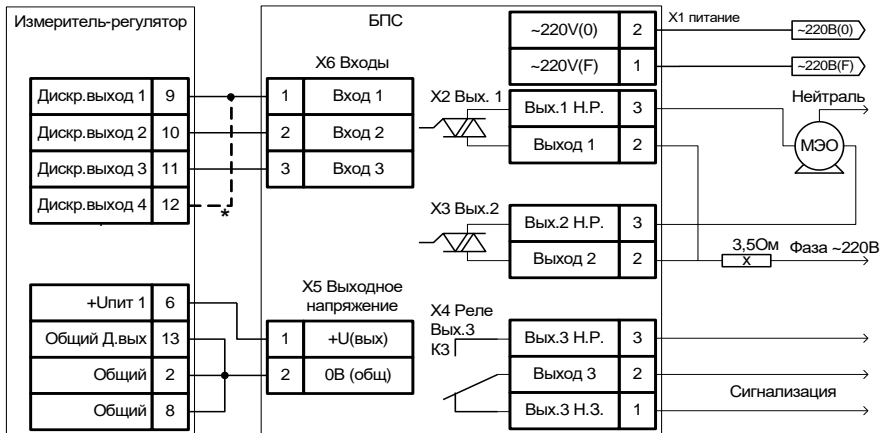 Измеритель-регулятор
Дискр.выход 1 9
Дискр.выход 2 10
Дискр.выход 3 11
Дискр.выход 4 12
*
+Uпит 1 6
Общий Д.вых 13
Общий 2
Общий 8
БПС
X6 Входы
1 Вход 1
2 Вход 2
3 Вход 3
X5 Выходное
напряжение
1 +U(вых)
2 0В (общ)
~220V(0) 2
~220V(F) 1
X1 питание
~220В(0)
~220В(F)
X2 Вых. 1
Вых.1 Н.Р. 3
Выход 1 2
Нейтраль
МЭО
X3 Вых.2
Вых.2 Н.Р. 3
Выход 2 2
3,5Ом
x
Фаза ~220В
X4 Реле
Вых.3
К3
Вых.3 Н.Р. 3
Выход 3 2
Вых.3 Н.З. 1
Сигнализация